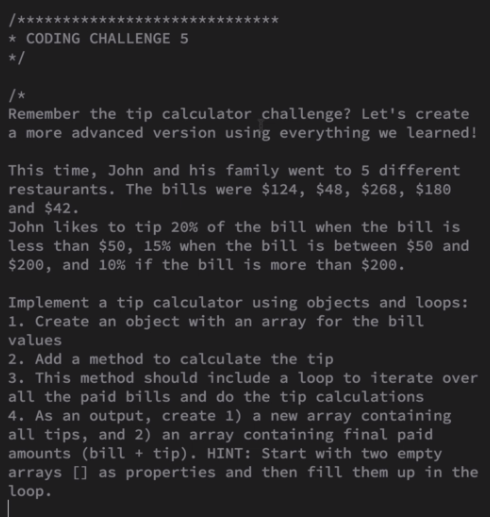 /*****************************
* CODING CHALLENGE 5
*/
/*
Remember the tip calculator challenge? Let's create
a more advanced version using everything we learned!
This time, John and his family went to 5 different
restaurants. The bills were $124, $48, $268, $180
and $42.
John likes to tip 20% of the bill when the bill is
less than $50, 15% when the bill is between $50 and
$200, and 10% if the bill is more than $200.
Implement a tip calculator using objects and loops:
1. Create an object with an array for the bill
values
2. Add a method to calculate the tip
3. This method should include a loop to iterate over
all the paid bills and do the tip calculations
4. As an output, create 1) a new array containing
all tips, and 2) an array containing final paid
amounts (bill + tip). HINT: Start with two empty
arrays [] as properties and then fill them up in the
loop.